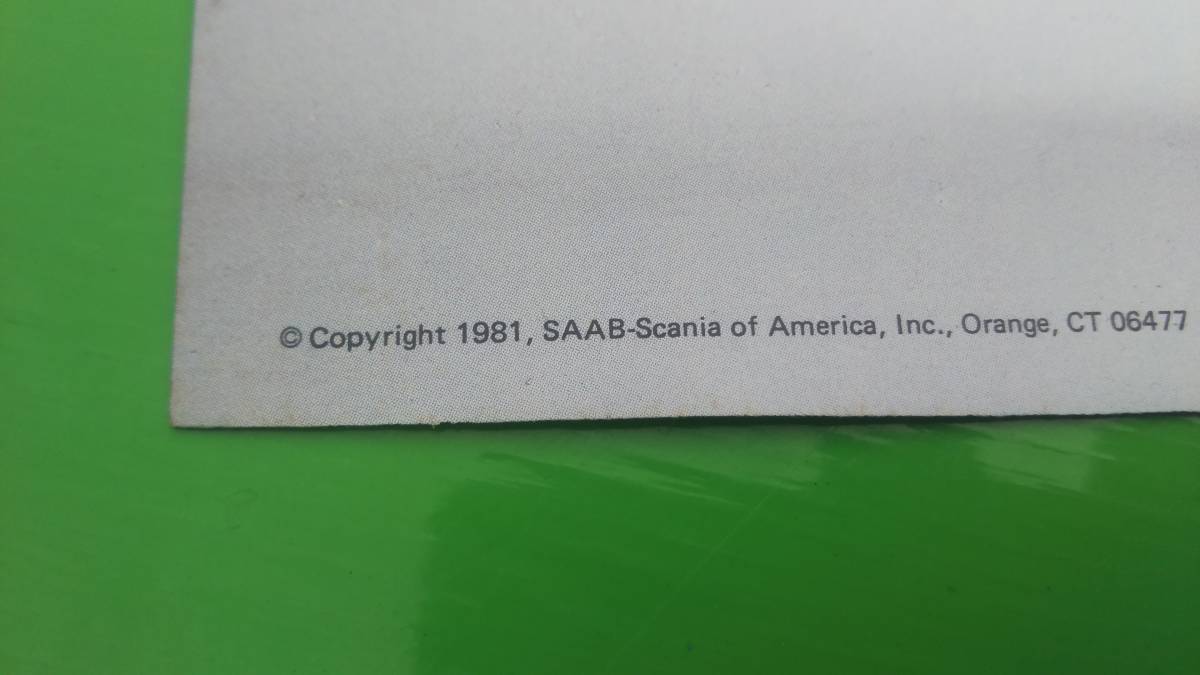 © Copyright 1981, SAAB-Scania of America, Inc., Orange, CT 06477